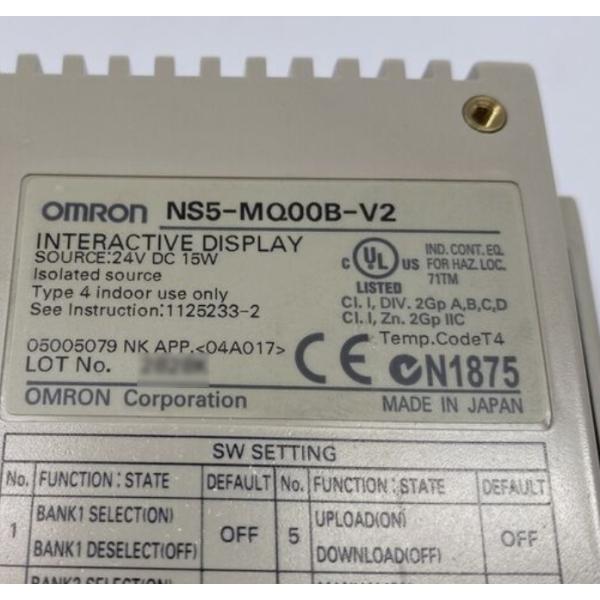 OMRON NS5-MQ00B-V2
INTERACTIVE DISPLAY
SOURCE:24V DC 15W
Isolated source
Type 4 indoor use only
See Instruction:1125233-2
C UL US IND. CONT. EQ.
FOR HAZ. LOC.
LISTED 71TM
Cl. I, DIV. 2Gp A,B,C,D
Cl. I, Zn. 2Gp IIC
Temp.CodeT4
05005079 NK APP.<04A017>
LOT No.
CE N1875
OMRON Corporation MADE IN JAPAN
SW SETTING
No. FUNCTION:STATE DEFAULT No. FUNCTION:STATE DEFAULT
1 BANK1 SELECT(ON) OFF 5 UPLOAD(ON) OFF
BANK1 DESELECT(OFF) DOWNLOAD(OFF)